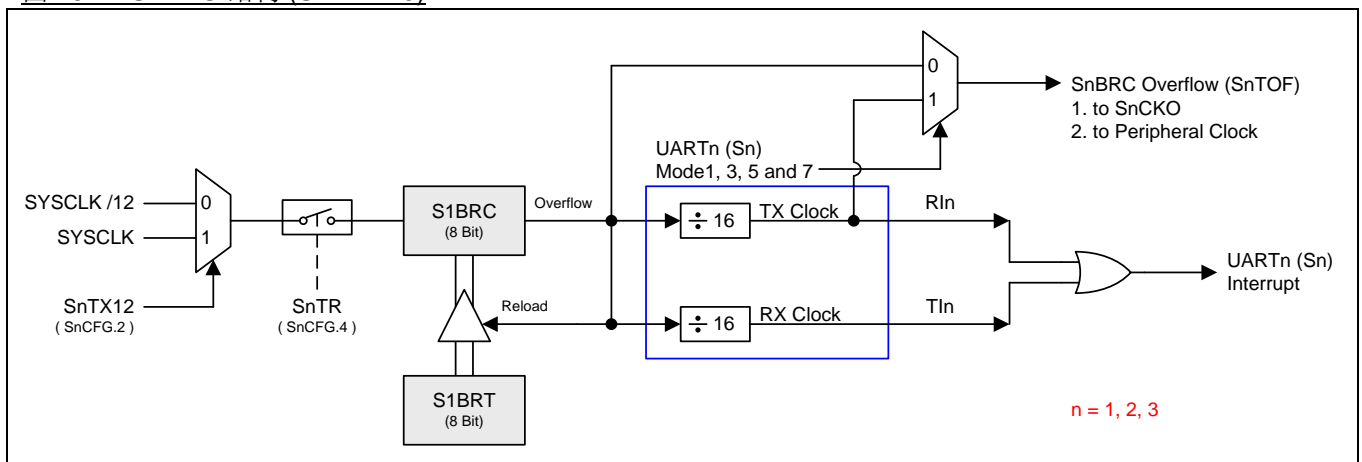 0
1
SnBRC Overflow (SnTOF)
1. to SnCKO
2. to Peripheral Clock
UARTn (Sn)
Mode1, 3, 5 and 7
SYSCLK /12
SYSCLK
0
1
SnTX12
( SnCFG.2 )
SnTR
( SnCFG.4 )
S1BRC
(8 Bit)
Overflow
÷ 16
TX Clock
RIn
UARTn (Sn)
Interrupt
Reload
÷ 16
RX Clock
TIn
S1BRT
(8 Bit)
n = 1, 2, 3